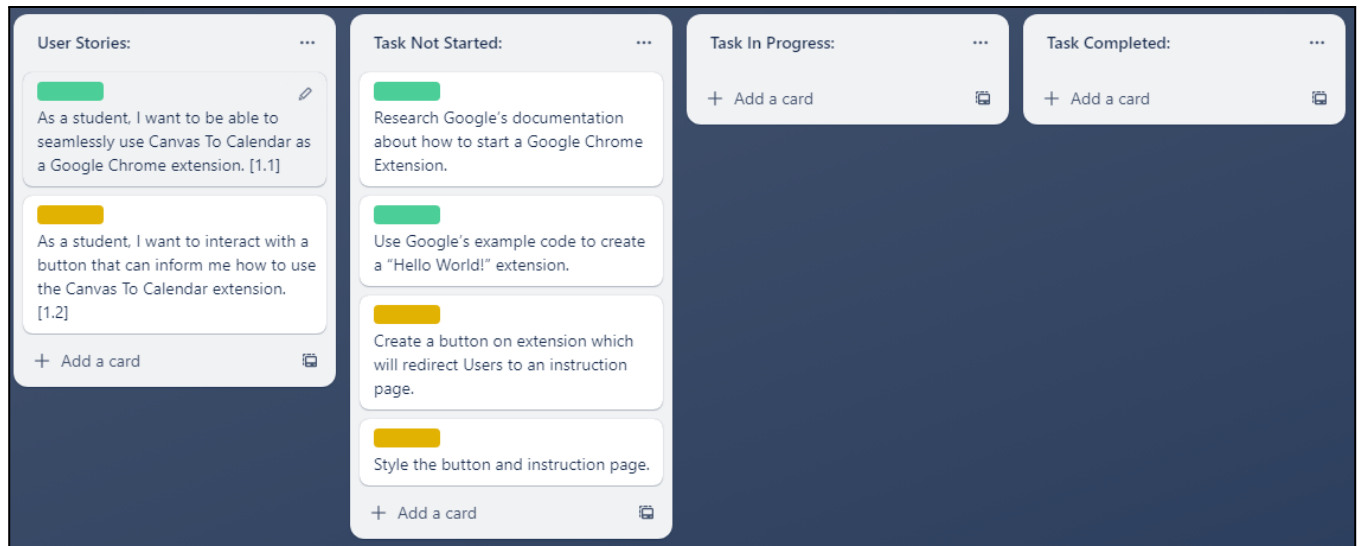 User Stories:
As a student, I want to be able to
seamlessly use Canvas To Calendar as
a Google Chrome extension. [1.1]
As a student, I want to interact with a
button that can inform me how to use
the Canvas To Calendar extension.
[1.2]
+ Add a card
Task Not Started:
Research Google’s documentation
about how to start a Google Chrome
Extension.
Use Google’s example code to create
a “Hello World!” extension.
Create a button on extension which
will redirect Users to an instruction
page.
Style the button and instruction page.
+ Add a card
Task In Progress:
+ Add a card
Task Completed:
+ Add a card